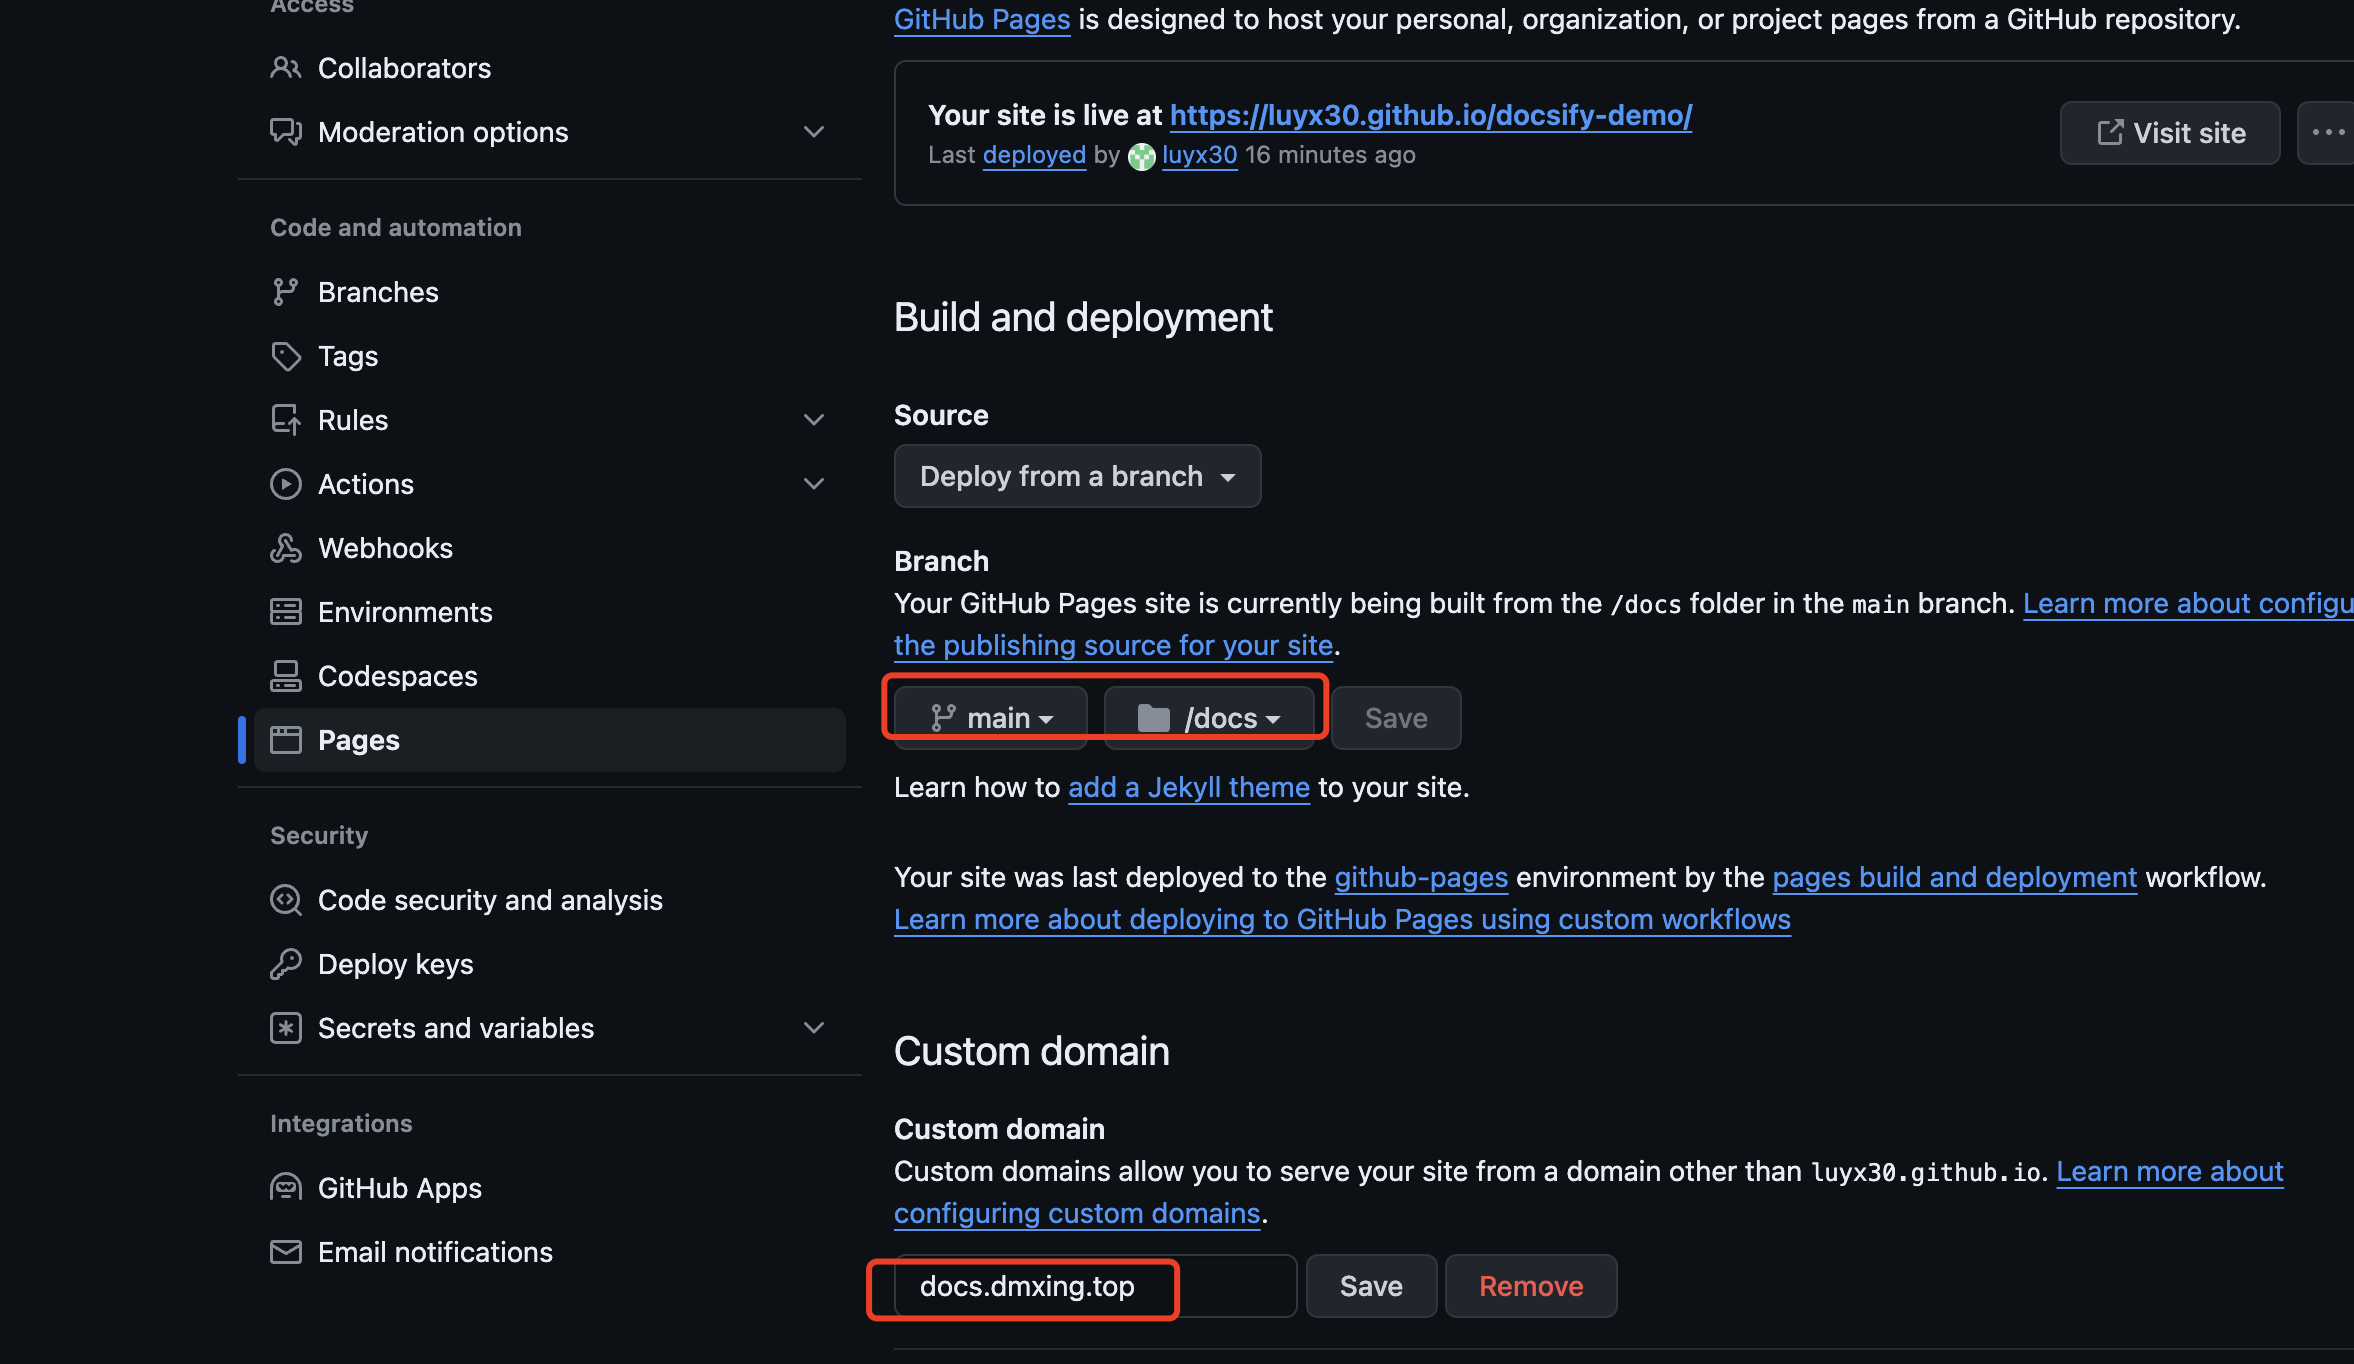 Access
Collaborators
Moderation options
Code and automation
Branches
Tags
Rules
Actions
Webhooks
Environments
Codespaces
Pages
Security
Code security and analysis
Deploy keys
Secrets and variables
Integrations
GitHub Apps
Email notifications
GitHub Pages is designed to host your personal, organization, or project pages from a GitHub repository.
Your site is live at https://luyx30.github.io/docsify-demo/
Last deployed by luyx30 16 minutes ago
Visit site
Build and deployment
Source
Deploy from a branch
Branch
Your GitHub Pages site is currently being built from the /docs folder in the main branch. Learn more about configu
the publishing source for your site.
main /docs Save
Learn how to add a Jekyll theme to your site.
Your site was last deployed to the github-pages environment by the pages build and deployment workflow.
Learn more about deploying to GitHub Pages using custom workflows
Custom domain
Custom domain
Custom domains allow you to serve your site from a domain other than luyx30.github.io. Learn more about
configuring custom domains.
docs.dmxing.top Save Remove